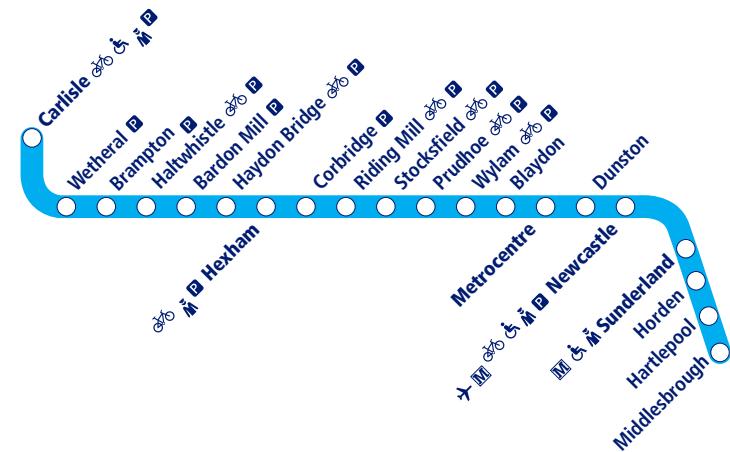 Carlisle P
Wetheral P
Brampton P
Haltwhistle P
Bardon Mill P
Haydon Bridge P
Hexham P
Corbridge P
Riding Mill P
Stocksfield P
Prudhoe P
Wylam P
Blaydon
Metrocentre
Dunston
Newcastle P M
Sunderland M
Horden
Hartlepool
Middlesbrough